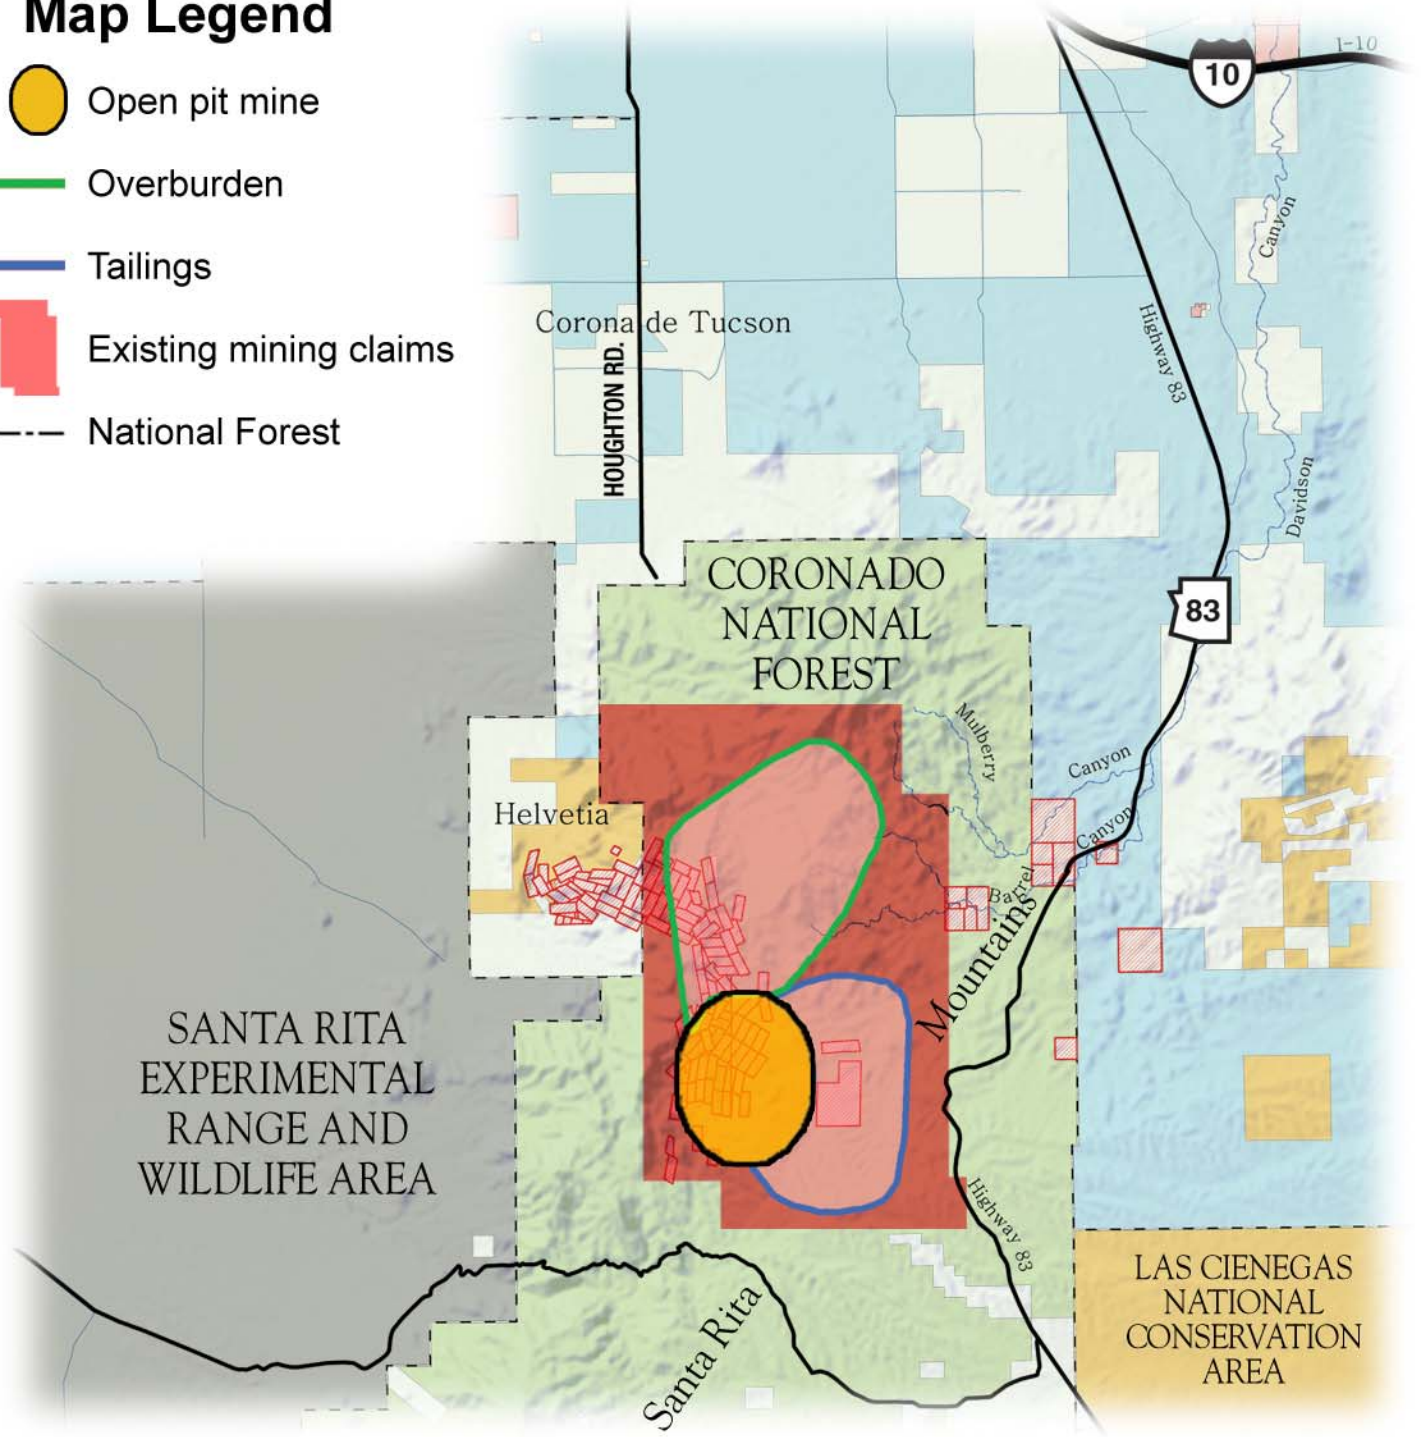 Map Legend
Open pit mine
Overburden
Tailings
Existing mining claims
National Forest
I-10
10
Canyon
Highway 83
Corona de Tucson
HOUGHTON RD.
Davidson
CORONADO
NATIONAL
FOREST
83
Mulberry
Canyon
Helvetia
Canyon
Barrel
Mountains
SANTA RITA
EXPERIMENTAL
RANGE AND
WILDLIFE AREA
Highway 83
Santa Rita
LAS CIENEGAS
NATIONAL
CONSERVATION
AREA